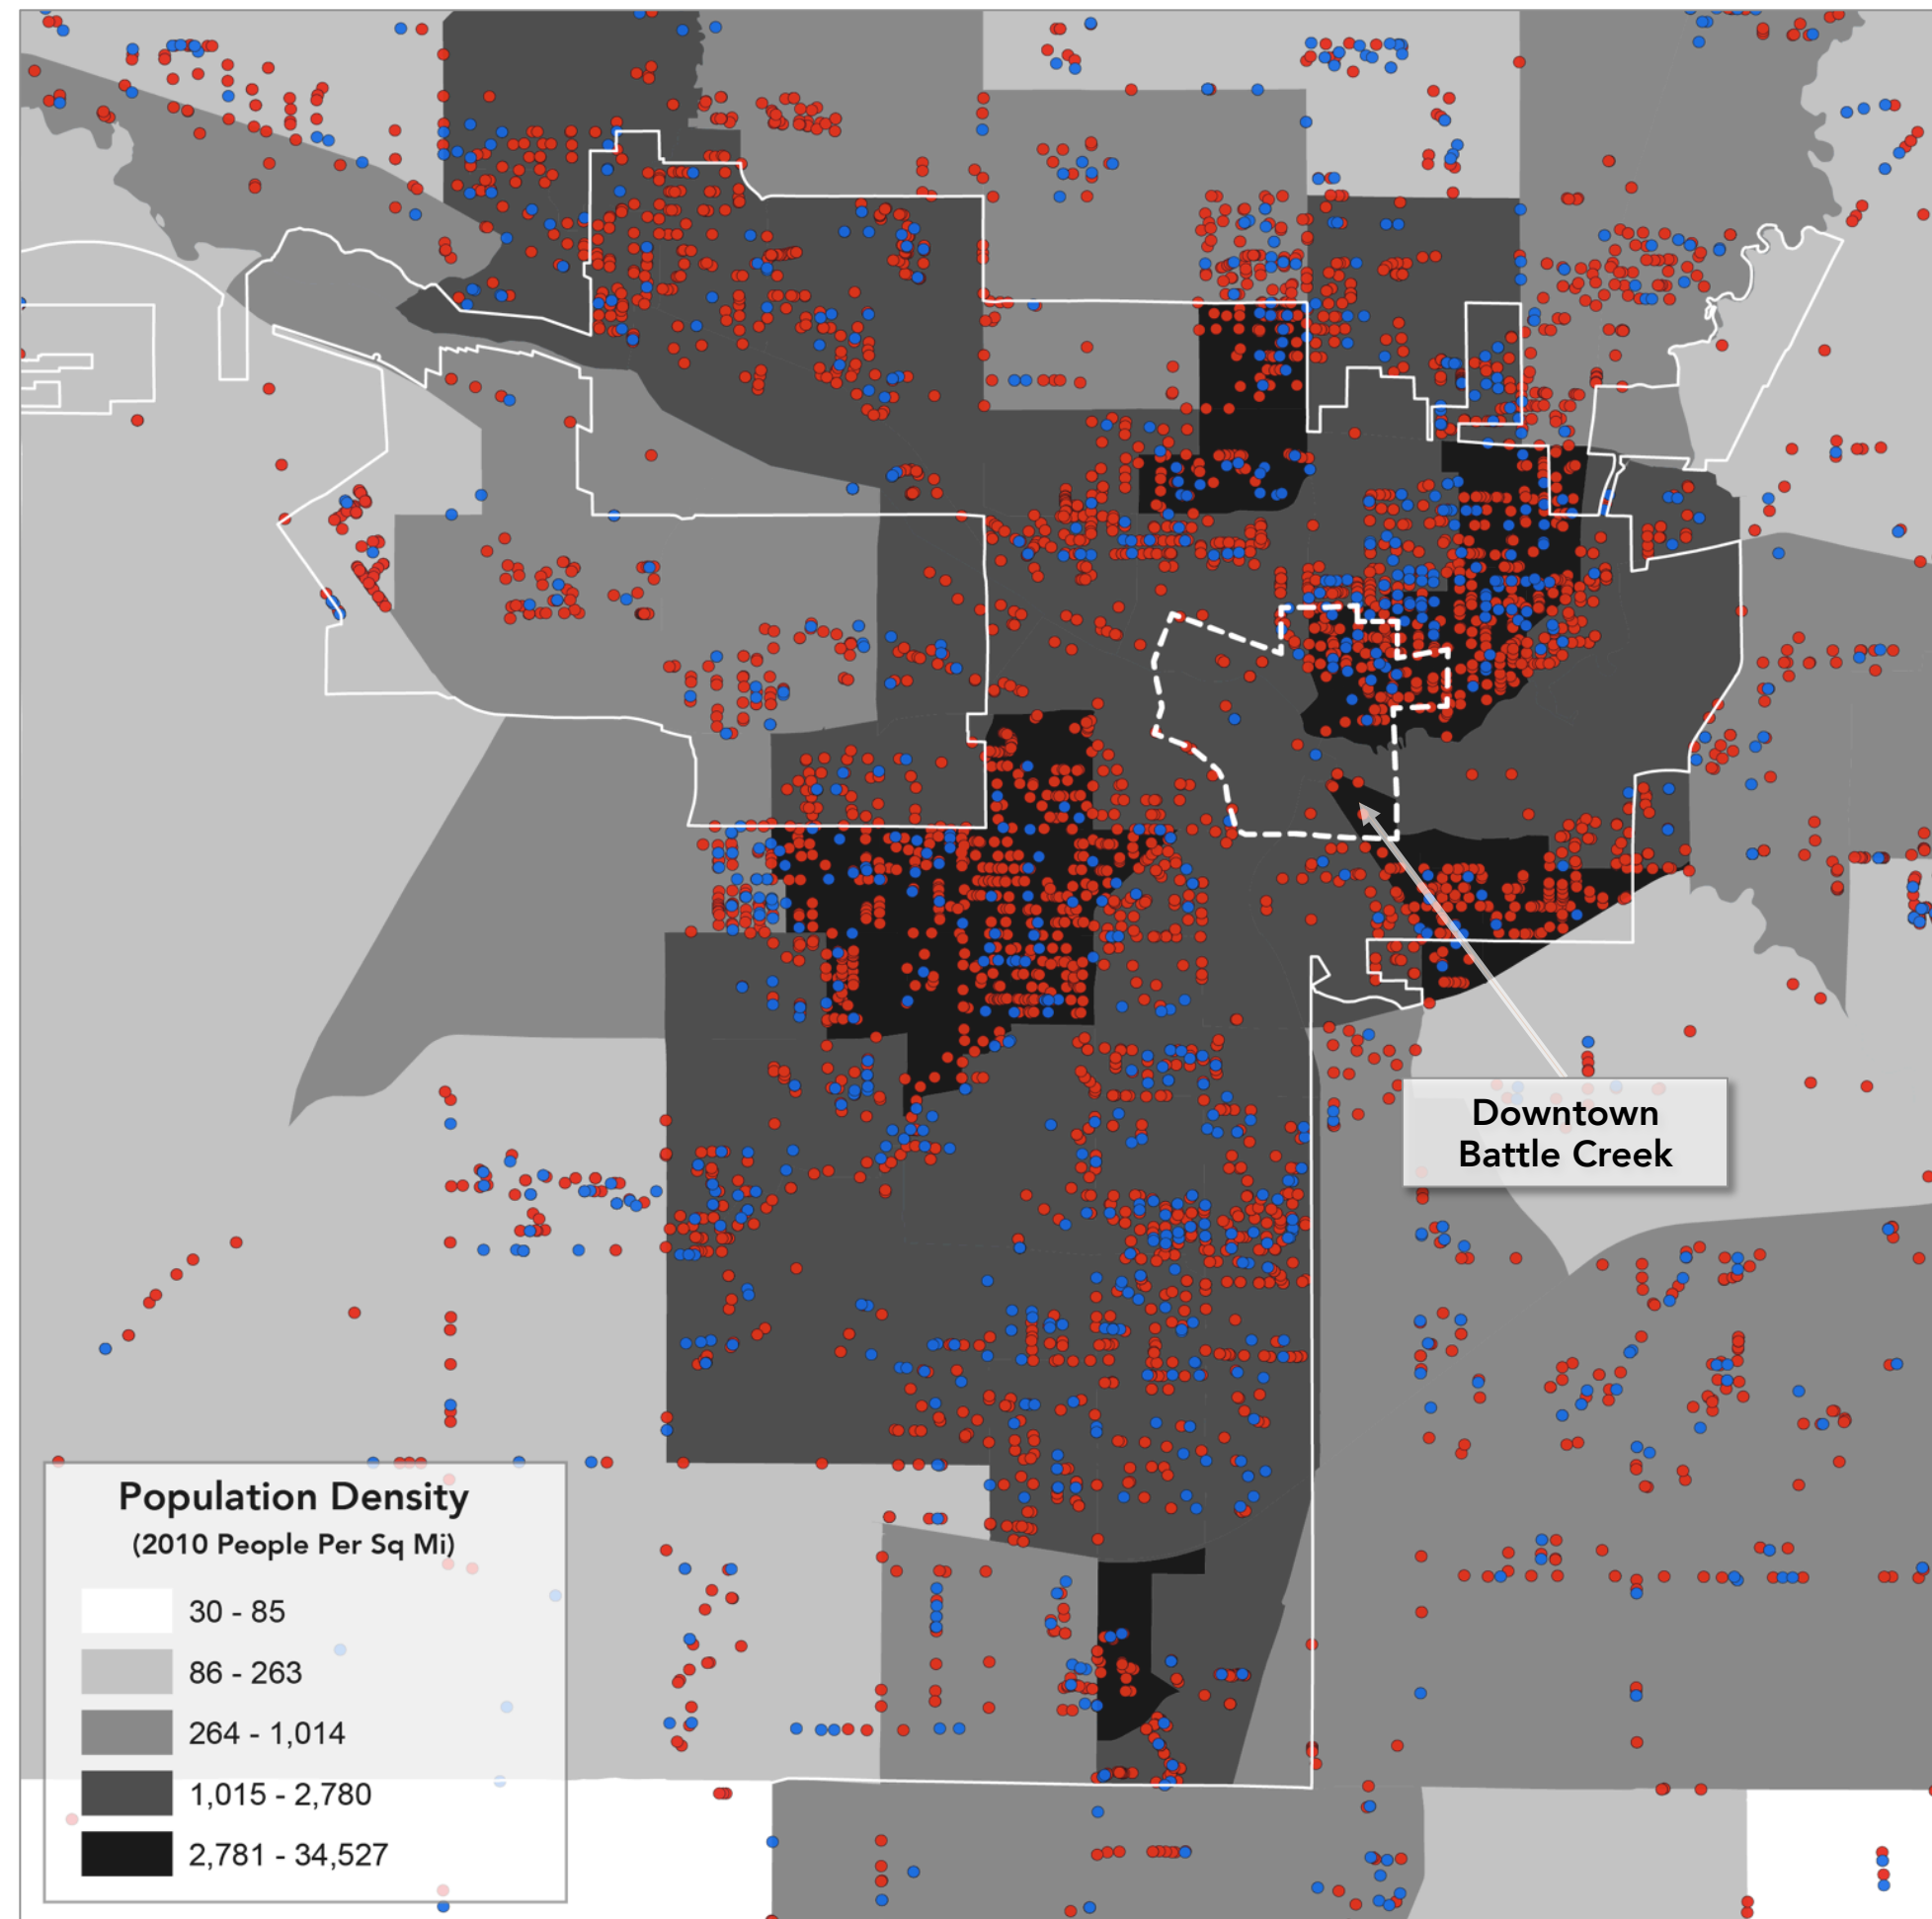 Downtown
Battle Creek
Population Density
(2010 People Per Sq Mi)
30 - 85
86 - 263
264 - 1,014
1,015 - 2,780
2,781 - 34,527